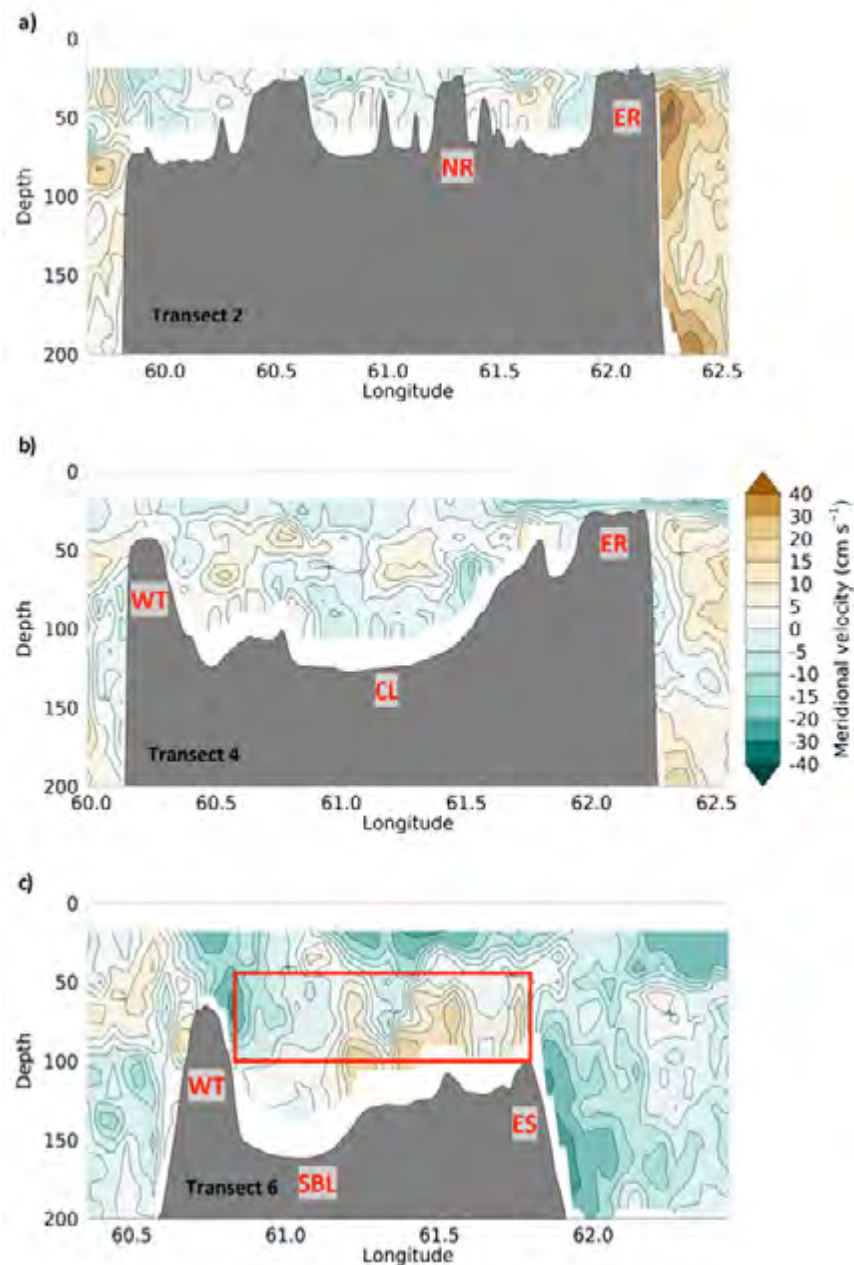 a)
0
50
100
150
200
Depth
ER
NR
Transect 2
60.0 60.5 61.0 61.5 62.0 62.5
Longitude
b)
0
50
100
150
200
Depth
WT
ER
CL
Transect 4
60.0 60.5 61.0 61.5 62.0 62.5
Longitude
40
30
20
15
10
5
0
-5
-10
-15
-20
-30
-40
Meridional velocity (cm s⁻¹)
c)
0
50
100
150
200
Depth
WT
ES
SBL
Transect 6
60.5 61.0 61.5 62.0
Longitude